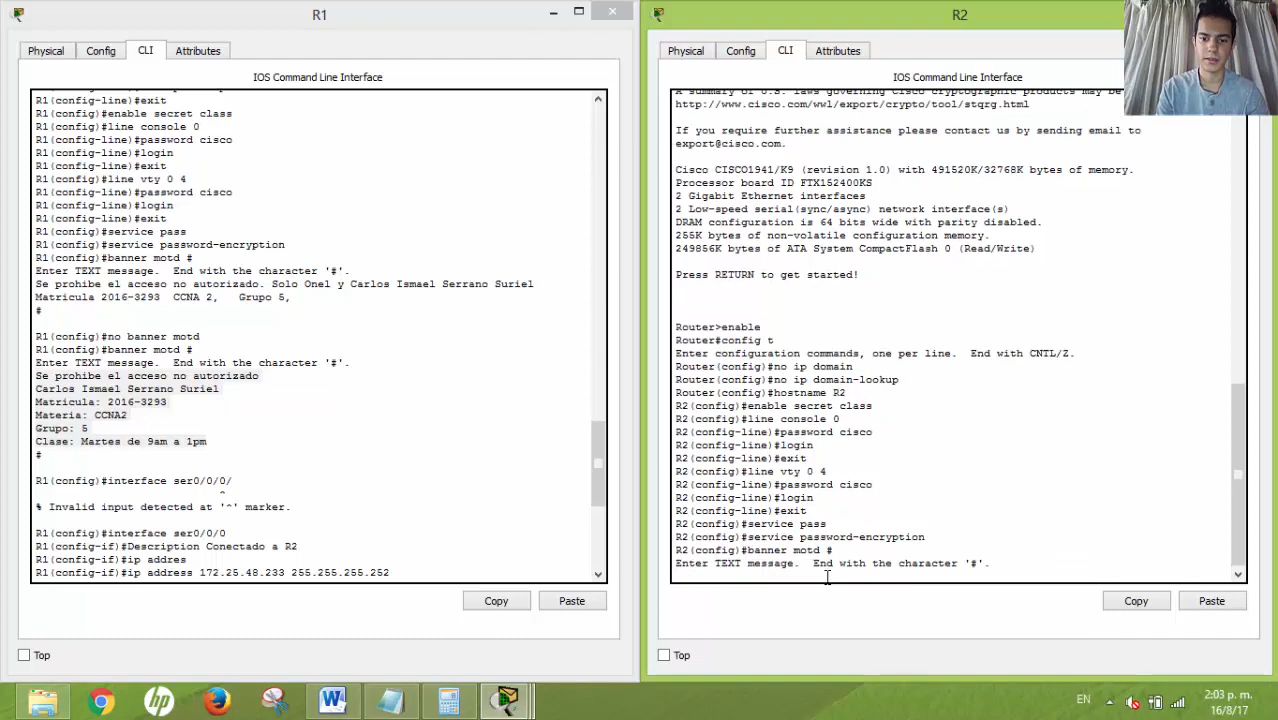 R1
Physical
Config
CLI
Attributes
IOS Command Line Interface
R1(config-line)#exit
R1(config)#enable secret class
R1(config)#line console 0
R1(config-line)#password cisco
R1(config-line)#login
R1(config-line)#exit
R1(config)#line vty 0 4
R1(config-line)#password cisco
R1(config-line)#login
R1(config-line)#exit
R1(config)#service pass
R1(config)#service password-encryption
R1(config)#banner motd #
Enter TEXT message.  End with the character '#'.
Se prohibe el acceso no autorizado. Solo Onel y Carlos Ismael Serrano Suriel
Matricula 2016-3293  CCNA 2,   Grupo 5,
#
R1(config)#no banner motd
R1(config)#banner motd #
Enter TEXT message.  End with the character '#'.
Se prohibe el acceso no autorizado
Carlos Ismael Serrano Suriel
Matricula: 2016-3293
Materia: CCNA2
Grupo: 5
Clase: Martes de 9am a 1pm
#
R1(config)#interface ser0/0/0/
^
% Invalid input detected at '^' marker.
R1(config)#interface ser0/0/0
R1(config-if)#Description Conectado a R2
R1(config-if)#ip addres
R1(config-if)#ip address 172.25.48.233 255.255.255.252
Copy
Paste
Top
R2
Physical
Config
CLI
Attributes
IOS Command Line Interface
A summary of U.S. laws governing Cisco cryptographic products may be
http://www.cisco.com/wwl/export/crypto/tool/stqrg.html
If you require further assistance please contact us by sending email to
export@cisco.com.
Cisco CISCO1941/K9 (revision 1.0) with 491520K/32768K bytes of memory.
Processor board ID FTX152400KS
2 Gigabit Ethernet interfaces
2 Low-speed serial(sync/async) network interface(s)
DRAM configuration is 64 bits wide with parity disabled.
255K bytes of non-volatile configuration memory.
249856K bytes of ATA System CompactFlash 0 (Read/Write)
Press RETURN to get started!
Router>enable
Router#config t
Enter configuration commands, one per line.  End with CNTL/Z.
Router(config)#no ip domain
Router(config)#no ip domain-lookup
Router(config)#hostname R2
R2(config)#enable secret class
R2(config)#line console 0
R2(config-line)#password cisco
R2(config-line)#login
R2(config-line)#exit
R2(config)#line vty 0 4
R2(config-line)#password cisco
R2(config-line)#login
R2(config-line)#exit
R2(config)#service pass
R2(config)#service password-encryption
R2(config)#banner motd #
Enter TEXT message.  End with the character '#'.
Copy
Paste
Top
EN
2:03 p. m.
16/8/17